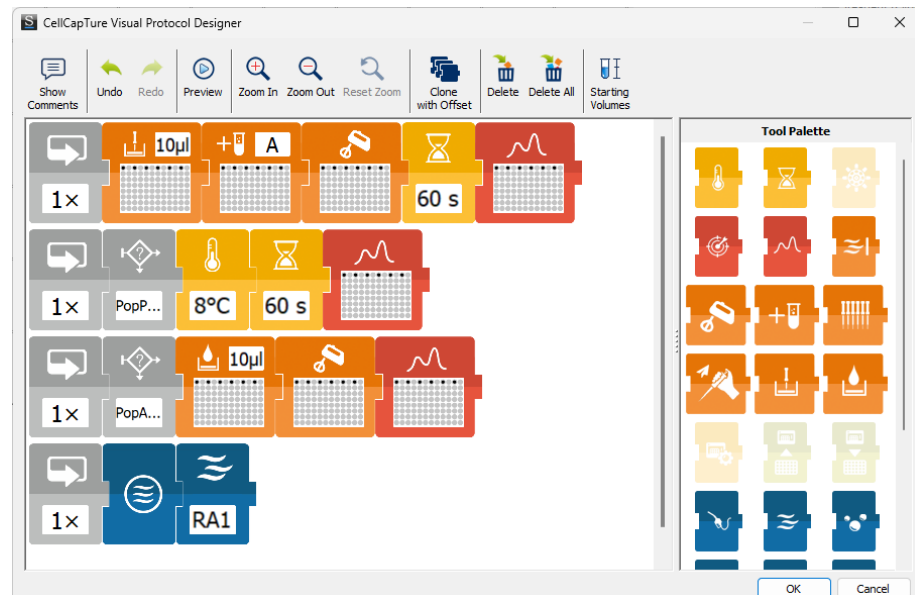 CellCapTure Visual Protocol Designer
Show Comments
Undo
Redo
Preview
Zoom In
Zoom Out
Reset Zoom
Clone with Offset
Delete
Delete All
Starting Volumes
Tool Palette
10µl
A
1×
60 s
1×
PopP...
8°C
60 s
10µl
1×
PopA...
1×
RA1
OK
Cancel